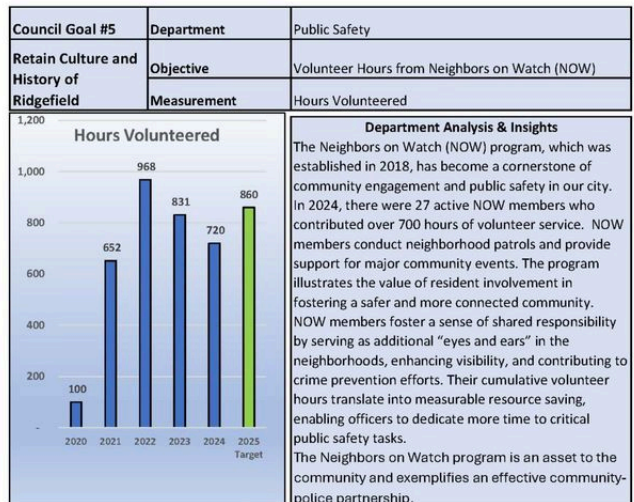 Council Goal #5
Department
Public Safety
Retain Culture and
History of
Ridgefield
Objective
Volunteer Hours from Neighbors on Watch (NOW)
Measurement
Hours Volunteered
Hours Volunteered
1,200
1,000
800
600
400
200
-
100
652
968
831
720
860
2020
2021
2022
2023
2024
2025
Target
Department Analysis & Insights
The Neighbors on Watch (NOW) program, which was
established in 2018, has become a cornerstone of
community engagement and public safety in our city.
In 2024, there were 27 active NOW members who
contributed over 700 hours of volunteer service. NOW
members conduct neighborhood patrols and provide
support for major community events. The program
illustrates the value of resident involvement in
fostering a safer and more connected community.
NOW members foster a sense of shared responsibility
by serving as additional “eyes and ears” in the
neighborhoods, enhancing visibility, and contributing to
crime prevention efforts. Their cumulative volunteer
hours translate into measurable resource saving,
enabling officers to dedicate more time to critical
public safety tasks.
The Neighbors on Watch program is an asset to the
community and exemplifies an effective community-
police partnership.